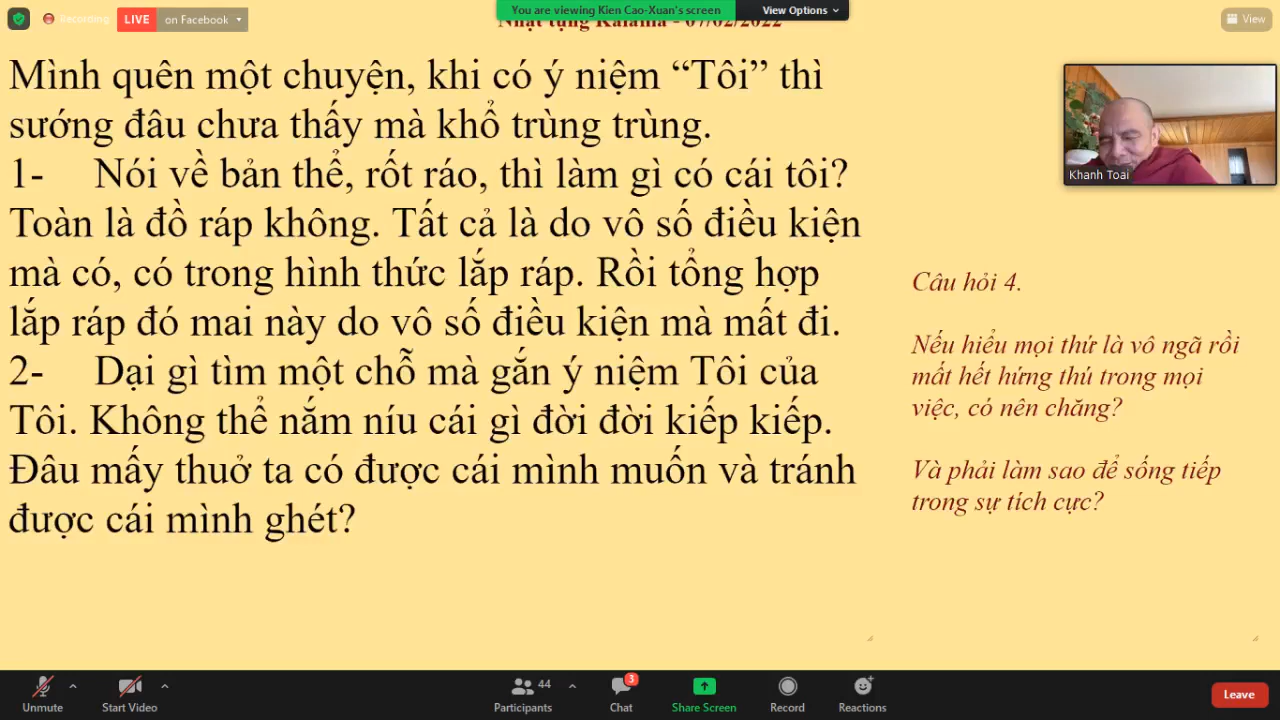 Recording
LIVE on Facebook
You are viewing Kien Cao-Xuan's screen
View Options
View
Nhật tụng Kalama - 07/02/2022
Mình quên một chuyện, khi có ý niệm “Tôi” thì
sướng đâu chưa thấy mà khổ trùng trùng.
1- Nói về bản thể, rốt ráo, thì làm gì có cái tôi?
Toàn là đồ ráp không. Tất cả là do vô số điều kiện
mà có, có trong hình thức lắp ráp. Rồi tổng hợp
lắp ráp đó mai này do vô số điều kiện mà mất đi.
2- Dại gì tìm một chỗ mà gắn ý niệm Tôi của
Tôi. Không thể nắm níu cái gì đời đời kiếp kiếp.
Đâu mấy thuở ta có được cái mình muốn và tránh
được cái mình ghét?
Khanh Toai
Câu hỏi 4.
Nếu hiểu mọi thứ là vô ngã rồi
mất hết hứng thú trong mọi
việc, có nên chăng?
Và phải làm sao để sống tiếp
trong sự tích cực?
Unmute
Start Video
44
Participants
3
Chat
Share Screen
Record
Reactions
Leave